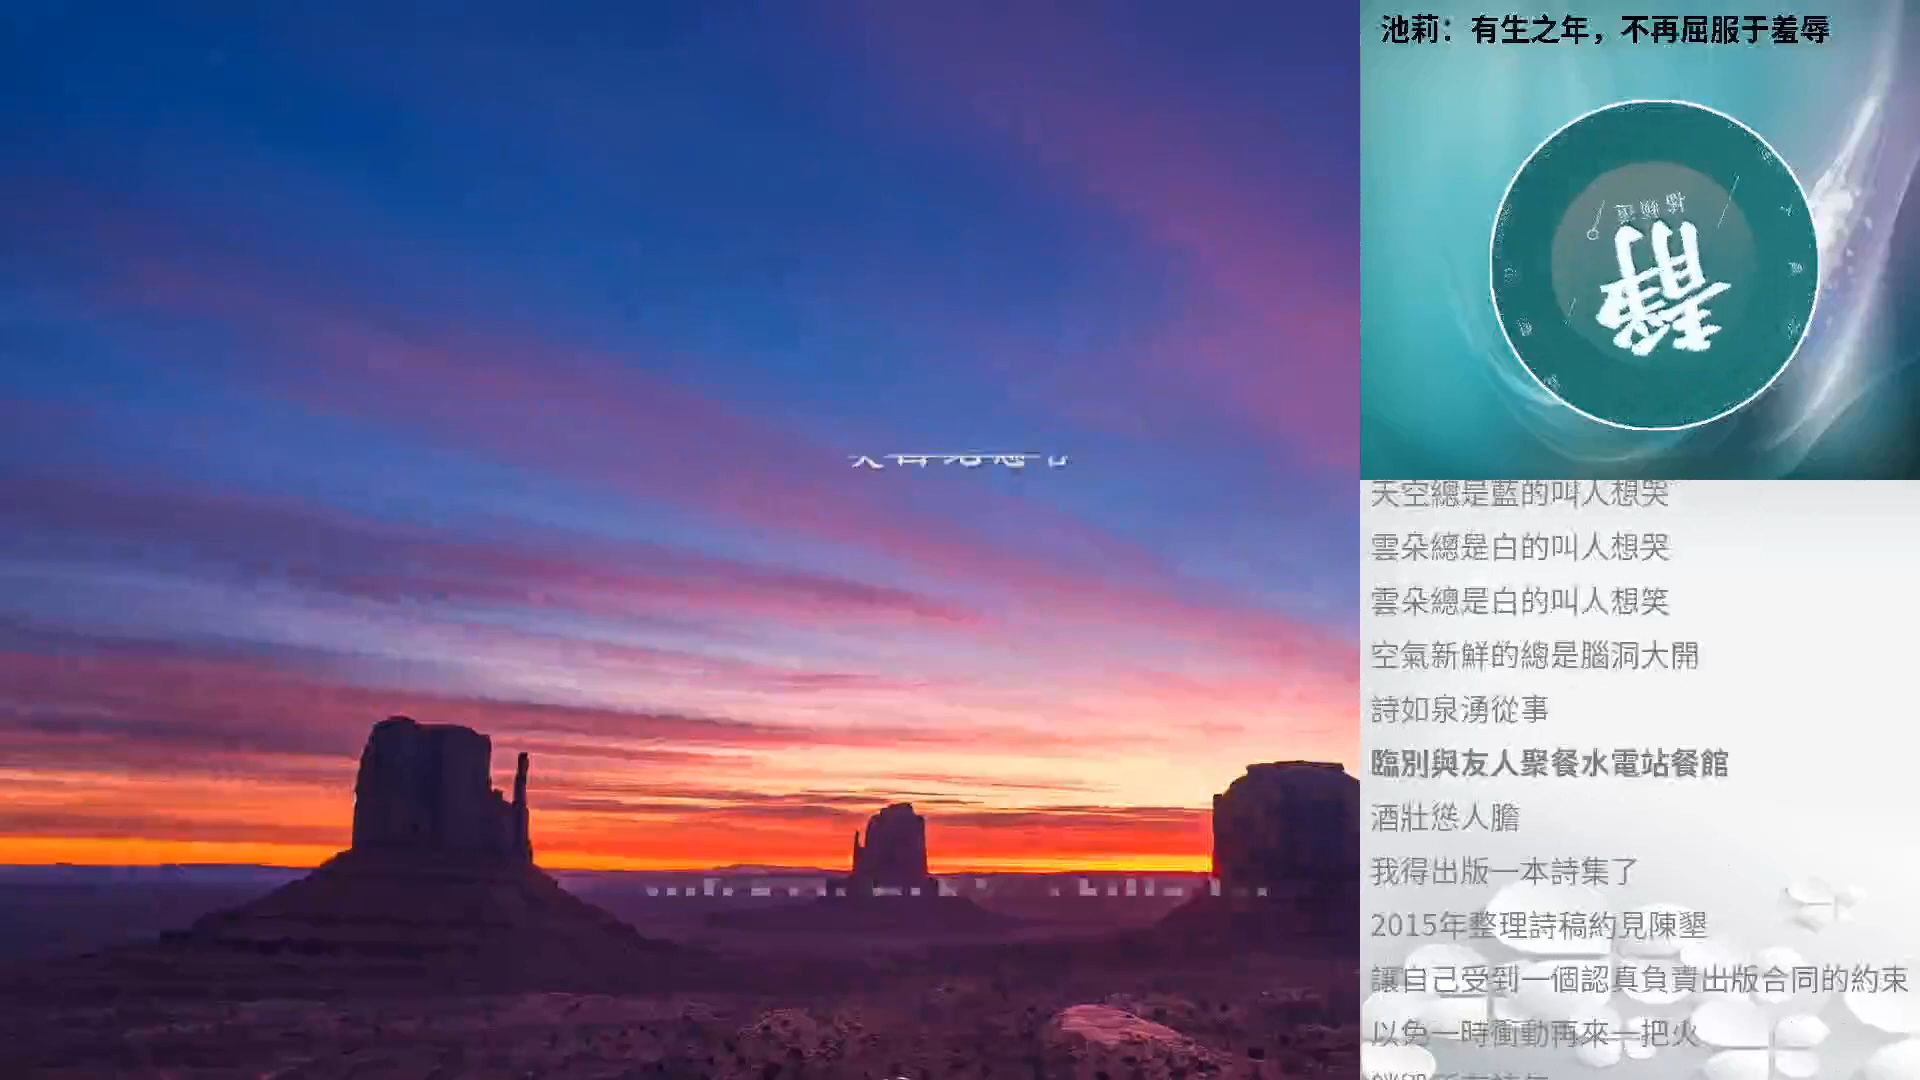 池莉：有生之年，不再屈服于羞辱
靜
天空總是藍的叫人想哭
雲朵總是白的叫人想哭
雲朵總是白的叫人想笑
空氣新鮮的總是腦洞大開
詩如泉湧從事
臨別與友人聚餐水電站餐館
酒壯慫人膽
我得出版一本詩集了
2015年整理詩稿約見陳墾
讓自己受到一個認真負責出版合同的約束
以免一時衝動再來一把火